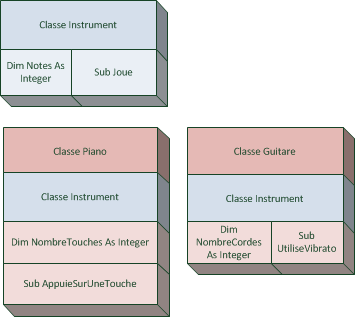 Classe Instrument
Dim Notes As
Integer
Sub Joue
Classe Piano
Classe Instrument
Dim NombreTouches As Integer
Sub AppuieSurUneTouche
Classe Guitare
Classe Instrument
Dim
NombreCordes
As Integer
Sub
UtiliseVibrato